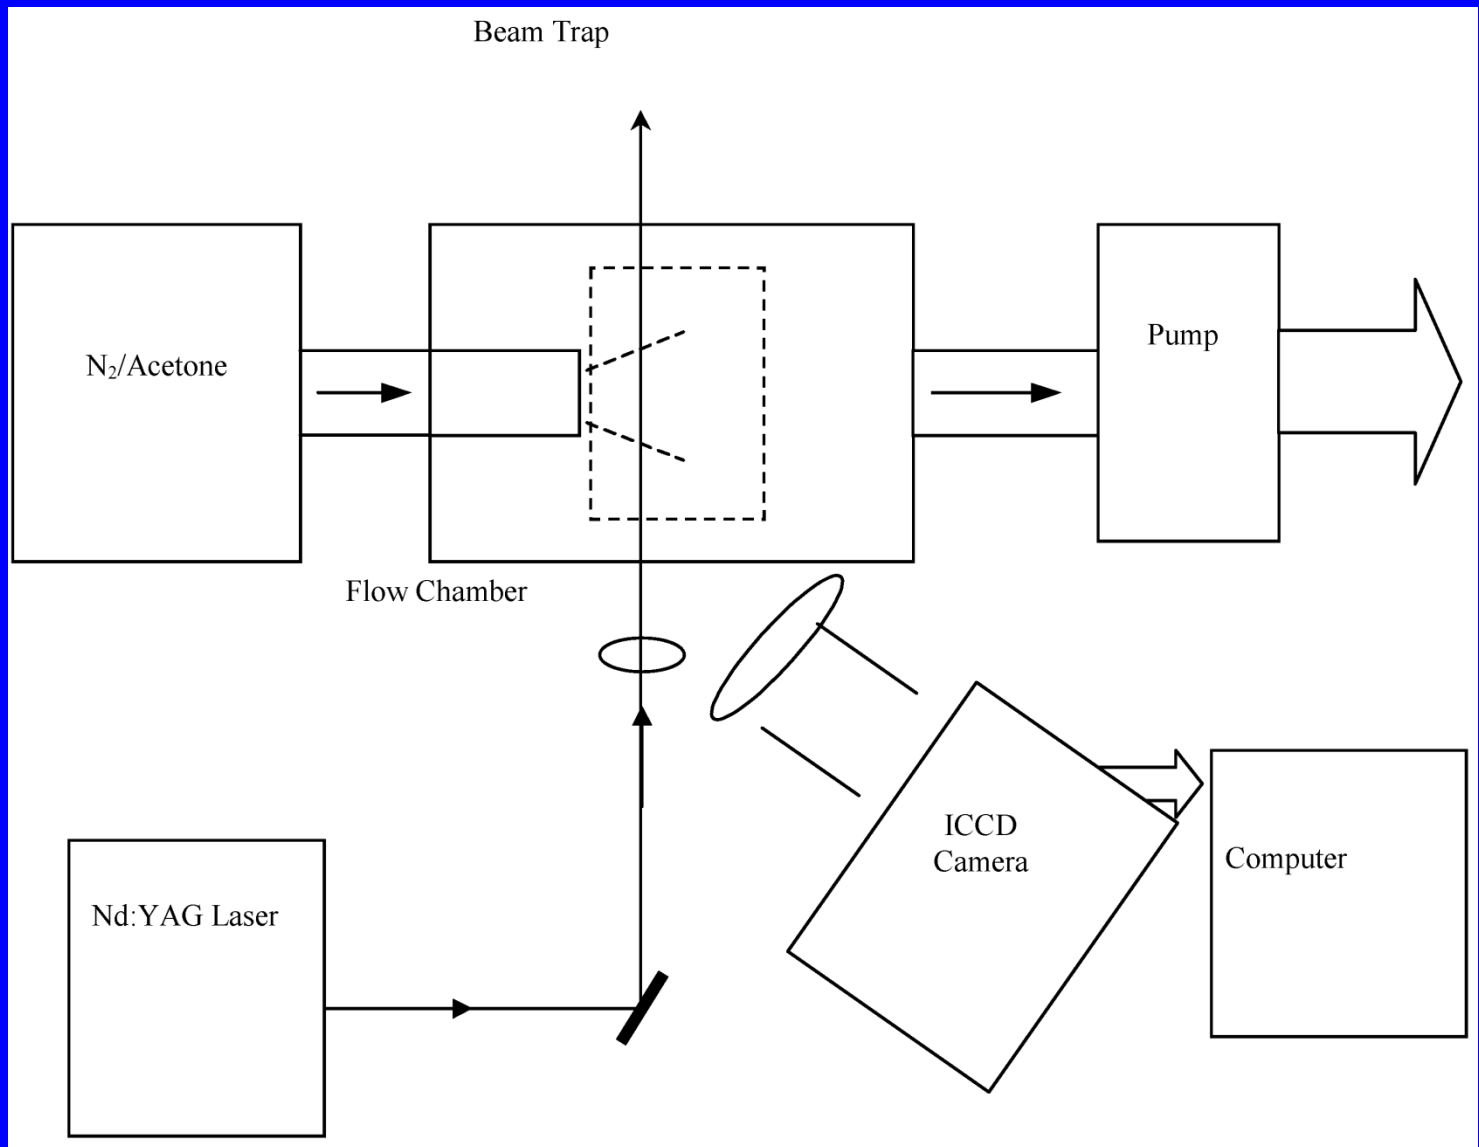 Beam Trap
N₂/Acetone
Pump
Flow Chamber
ICCD
Camera
Computer
Nd:YAG Laser